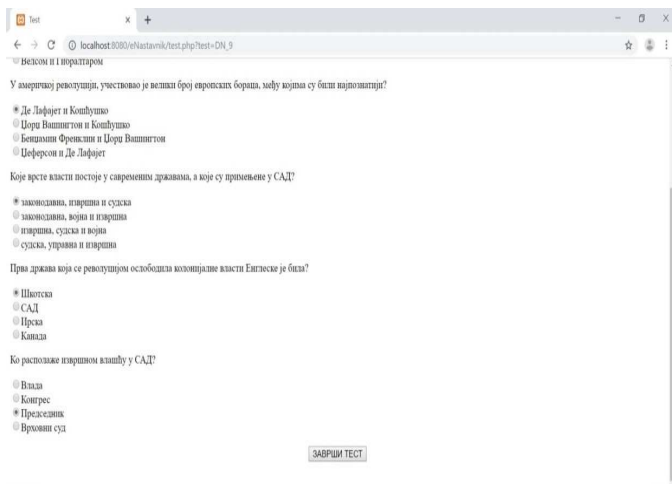 Test
localhost:8080/eNastavnik/test.php?test=DN_9
Велсом и Гибралтаром
У америчкој револуцији, учествовао је велики број европских бораца, међу којима су били најпознатији?
Де Лафајет и Кошћушко
Џорџ Вашингтон и Кошћушко
Бенџамин Френклин и Џорџ Вашингтон
Џеферсон и Де Лафајет
Које врсте власти постоје у савременим државама, а које су примењене у САД?
законодавна, извршна и судска
законодавна, војна и извршна
извршна, судска и војна
судска, управна и извршна
Прва држава која се револуцијом ослободила колонијалне власти Енглеске је била?
Шкотска
САД
Ирска
Канада
Ко располаже извршном влашћу у САД?
Влада
Конгрес
Председник
Врховни суд
ЗАВРШИ ТЕСТ